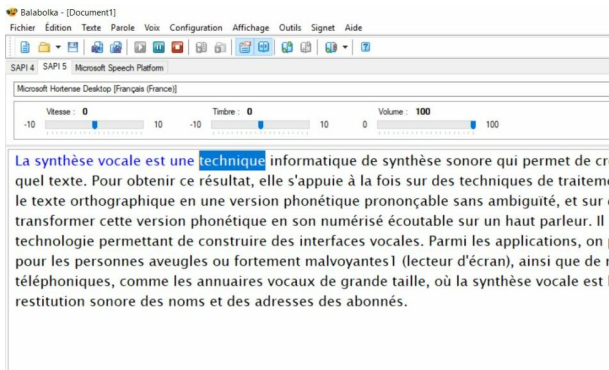 Balabolka - [Document1]
Fichier Édition Texte Parole Voix Configuration Affichage Outils Signet Aide
SAPI 4 SAPI 5 Microsoft Speech Platform
Microsoft Hortense Desktop [Français (France)]
Vitesse : 0 Timbre : 0 Volume : 100
-10 10 -10 10 0 100
La synthèse vocale est une technique informatique de synthèse sonore qui permet de cr
quel texte. Pour obtenir ce résultat, elle s'appuie à la fois sur des techniques de traiteme
le texte orthographique en une version phonétique prononçable sans ambiguïté, et sur
transformer cette version phonétique en son numérisé écoutable sur un haut parleur. Il
technologie permettant de construire des interfaces vocales. Parmi les applications, on
pour les personnes aveugles ou fortement malvoyantes1 (lecteur d'écran), ainsi que de
téléphoniques, comme les annuaires vocaux de grande taille, où la synthèse vocale est
restitution sonore des noms et des adresses des abonnés.